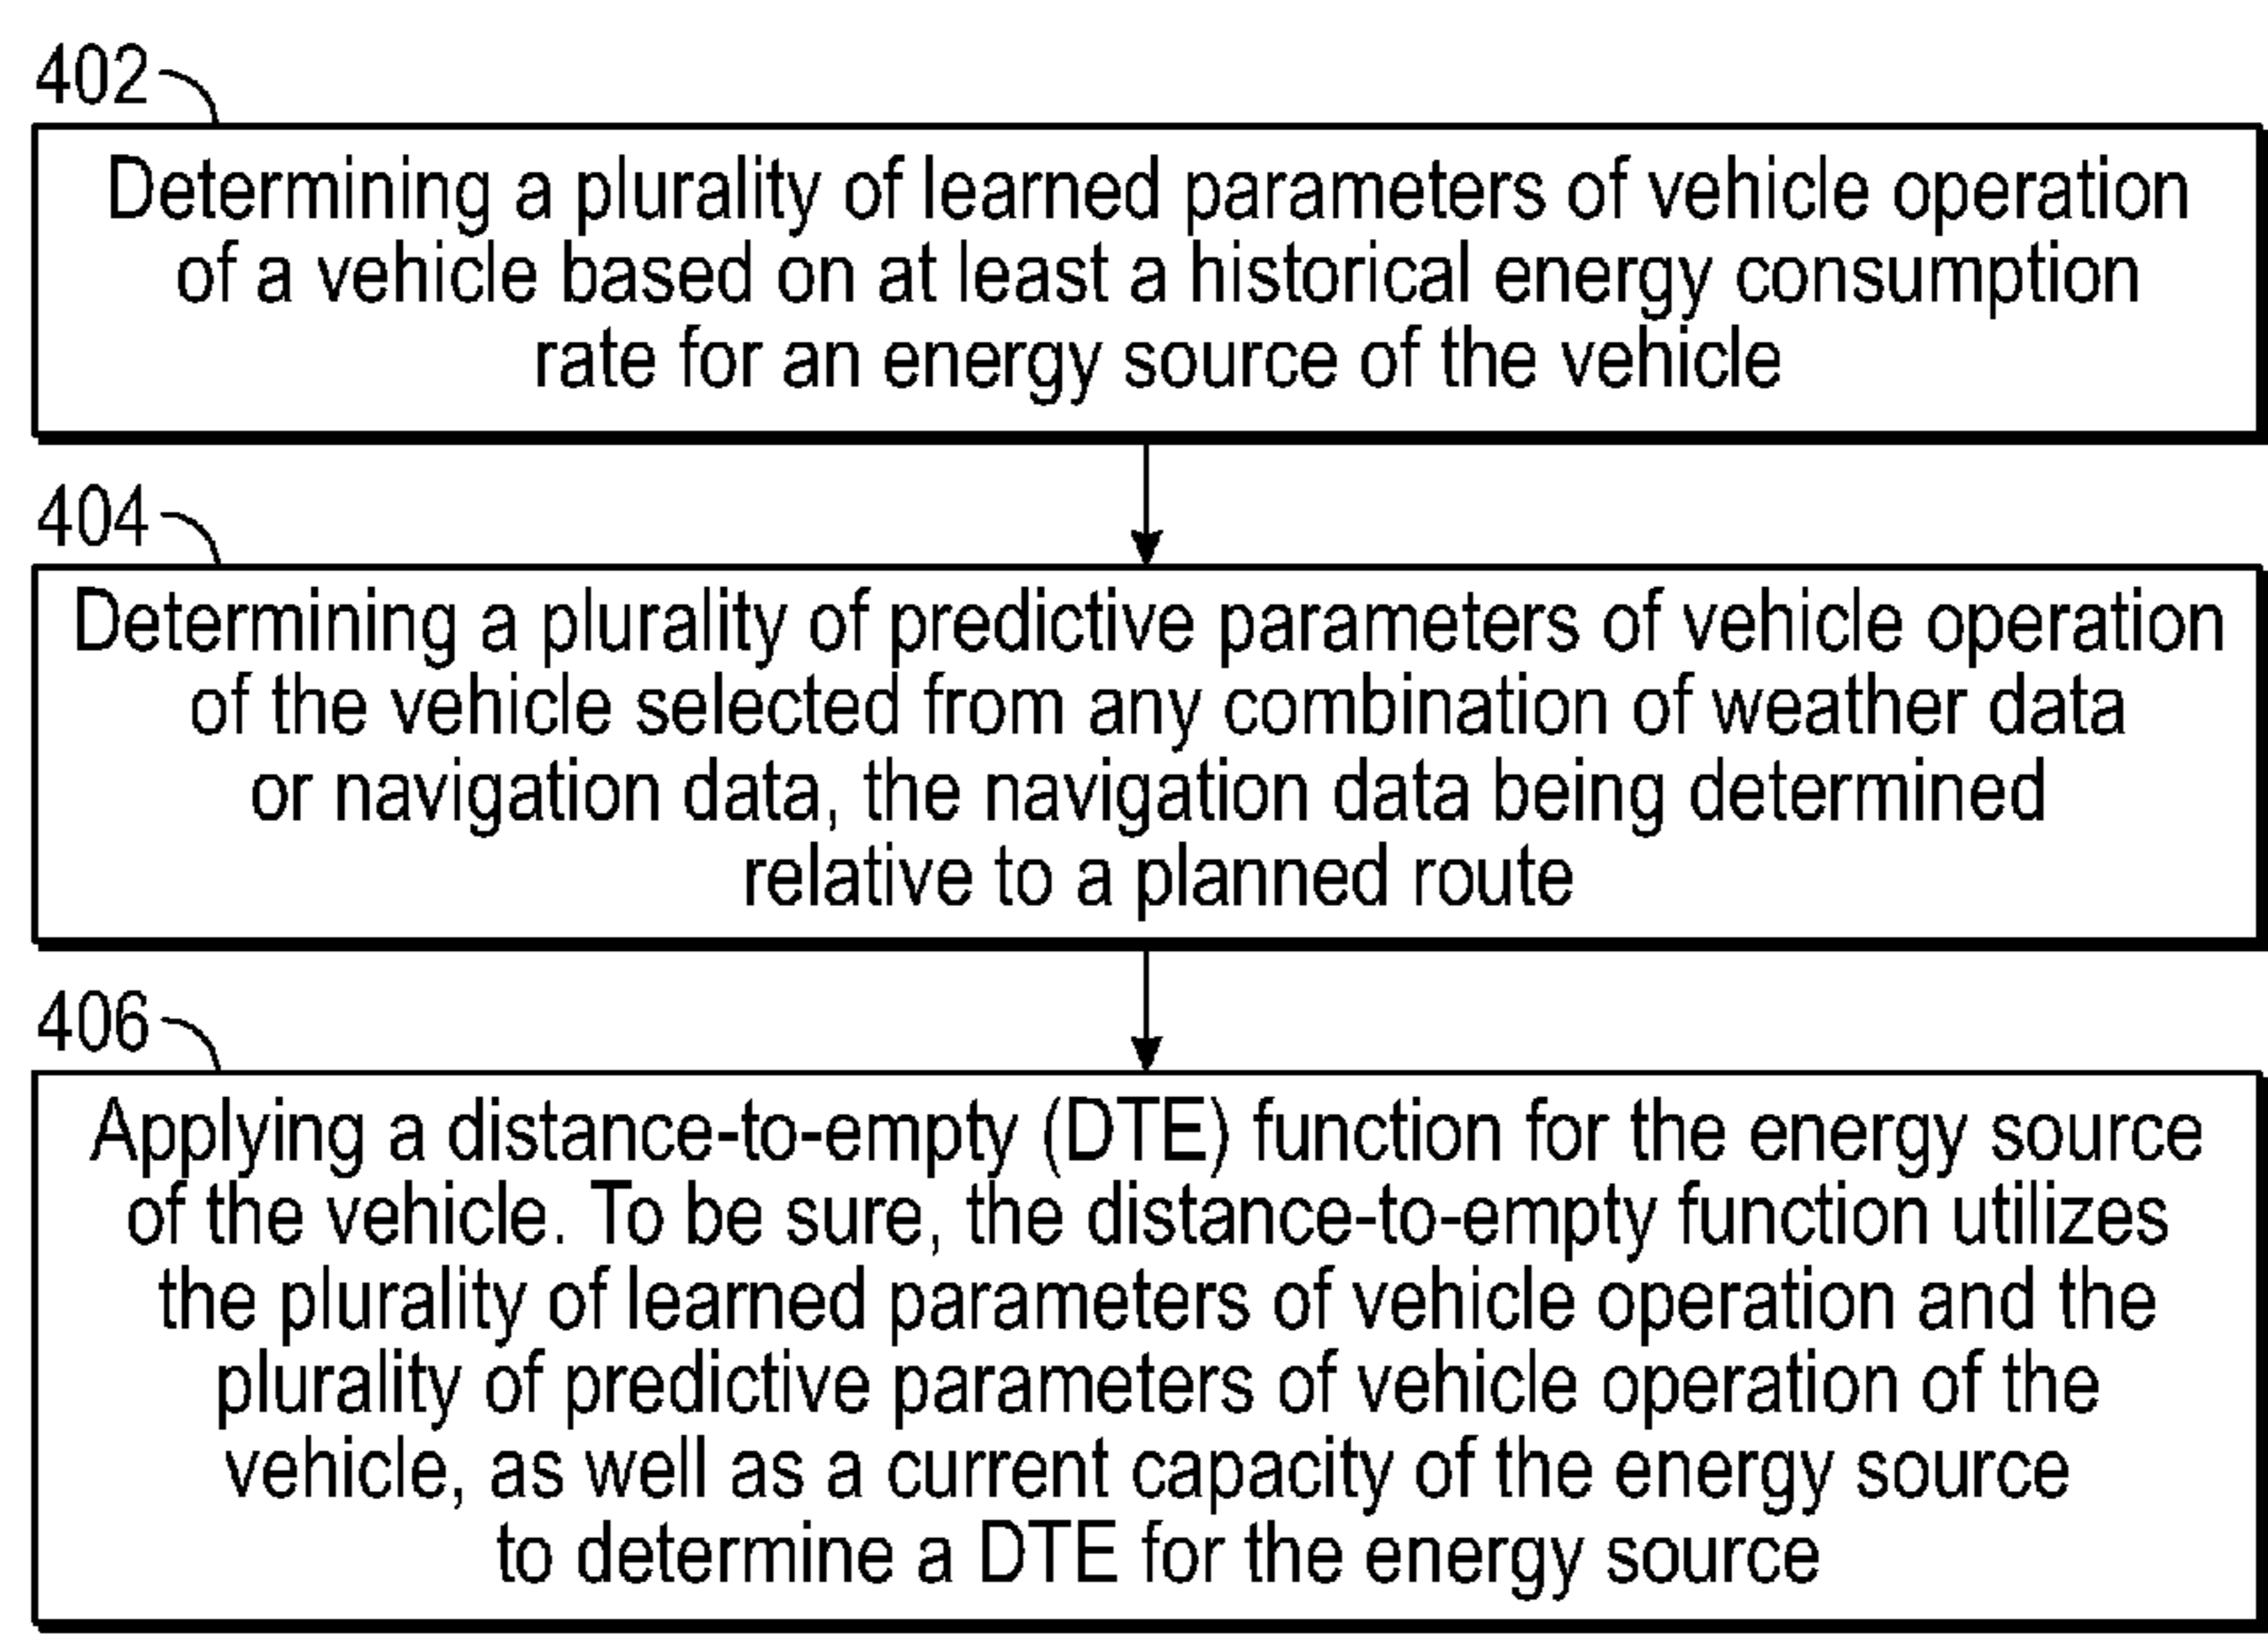 402
Determining a plurality of learned parameters of vehicle operation
of a vehicle based on at least a historical energy consumption
rate for an energy source of the vehicle
404
Determining a plurality of predictive parameters of vehicle operation
of the vehicle selected from any combination of weather data
or navigation data, the navigation data being determined
relative to a planned route
406
Applying a distance-to-empty (DTE) function for the energy source
of the vehicle. To be sure, the distance-to-empty function utilizes
the plurality of learned parameters of vehicle operation and the
plurality of predictive parameters of vehicle operation of the
vehicle, as well as a current capacity of the energy source
to determine a DTE for the energy source